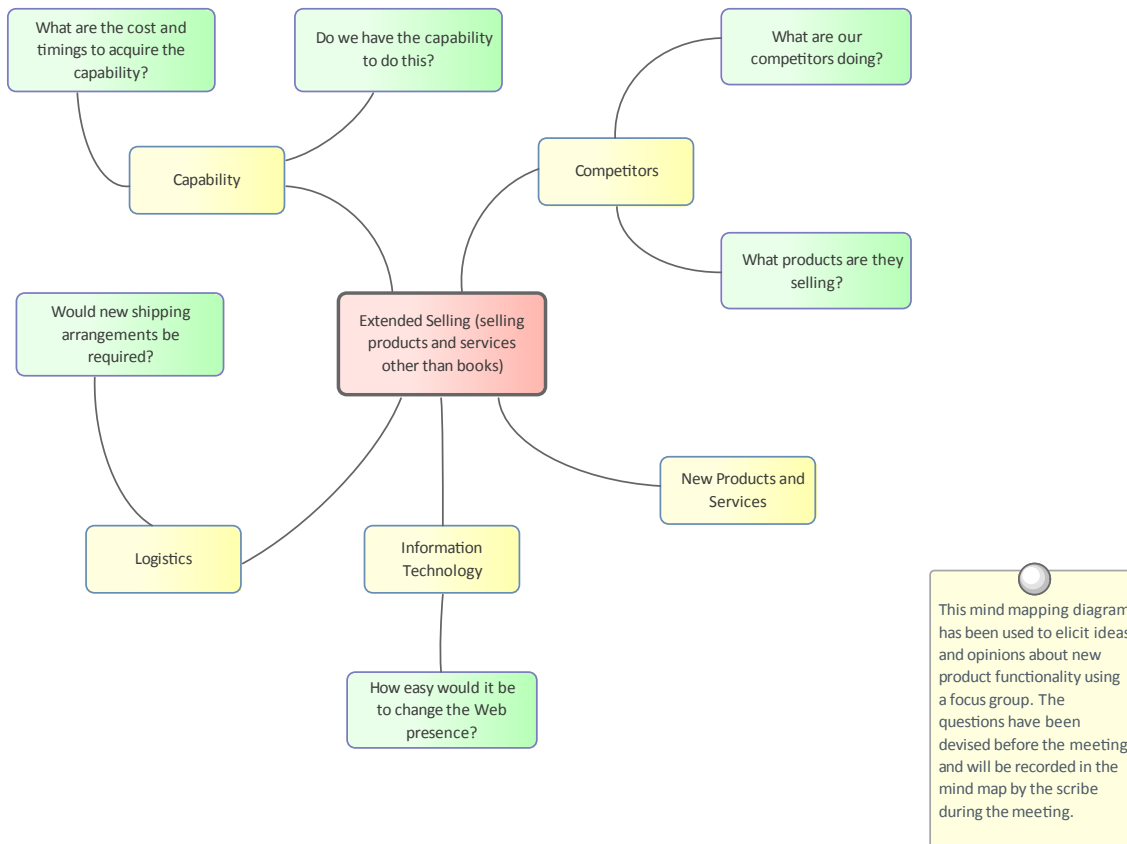 What are the cost and
timings to acquire the
capability?
Do we have the capability
to do this?
What are our
competitors doing?
Capability
Competitors
What products are they
selling?
Would new shipping
arrangements be
required?
Extended Selling (selling
products and services
other than books)
New Products and
Services
Logistics
Information
Technology
How easy would it be
to change the Web
presence?
This mind mapping diagram
has been used to elicit ideas
and opinions about new
product functionality using
a focus group. The
questions have been
devised before the meeting
and will be recorded in the
mind map by the scribe
during the meeting.